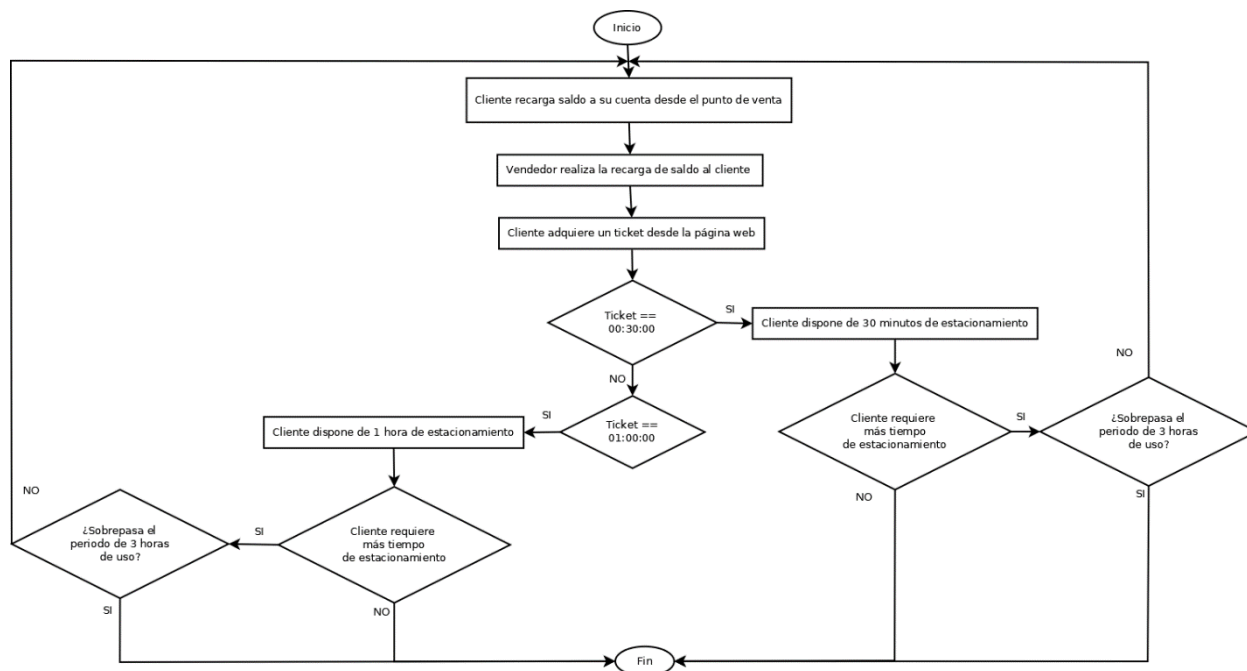 Inicio
Cliente recarga saldo a su cuenta desde el punto de venta
Vendedor realiza la recarga de saldo al cliente
Cliente adquiere un ticket desde la página web
Ticket ==
00:30:00
SI
Cliente dispone de 30 minutos de estacionamiento
NO
NO
Ticket ==
01:00:00
SI
Cliente dispone de 1 hora de estacionamiento
Cliente requiere
más tiempo
de estacionamiento
SI
¿Sobrepasa el
periodo de 3 horas
de uso?
NO
SI
NO
¿Sobrepasa el
periodo de 3 horas
de uso?
SI
Cliente requiere
más tiempo
de estacionamiento
SI
NO
Fin